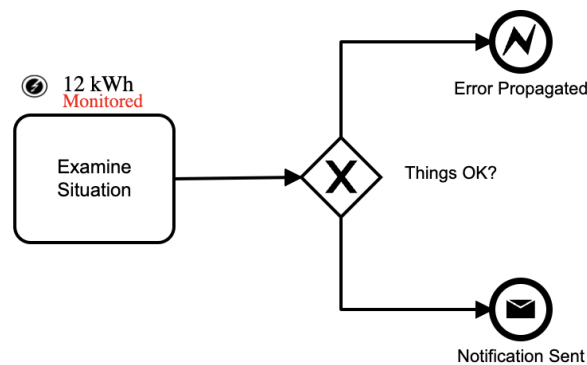 12 kWh
Monitored
Examine
Situation
Things OK?
Error Propagated
Notification Sent